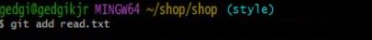 gedgi@gedgikjr MINGW64 ~/shop/shop (style)
$ git add read.txt